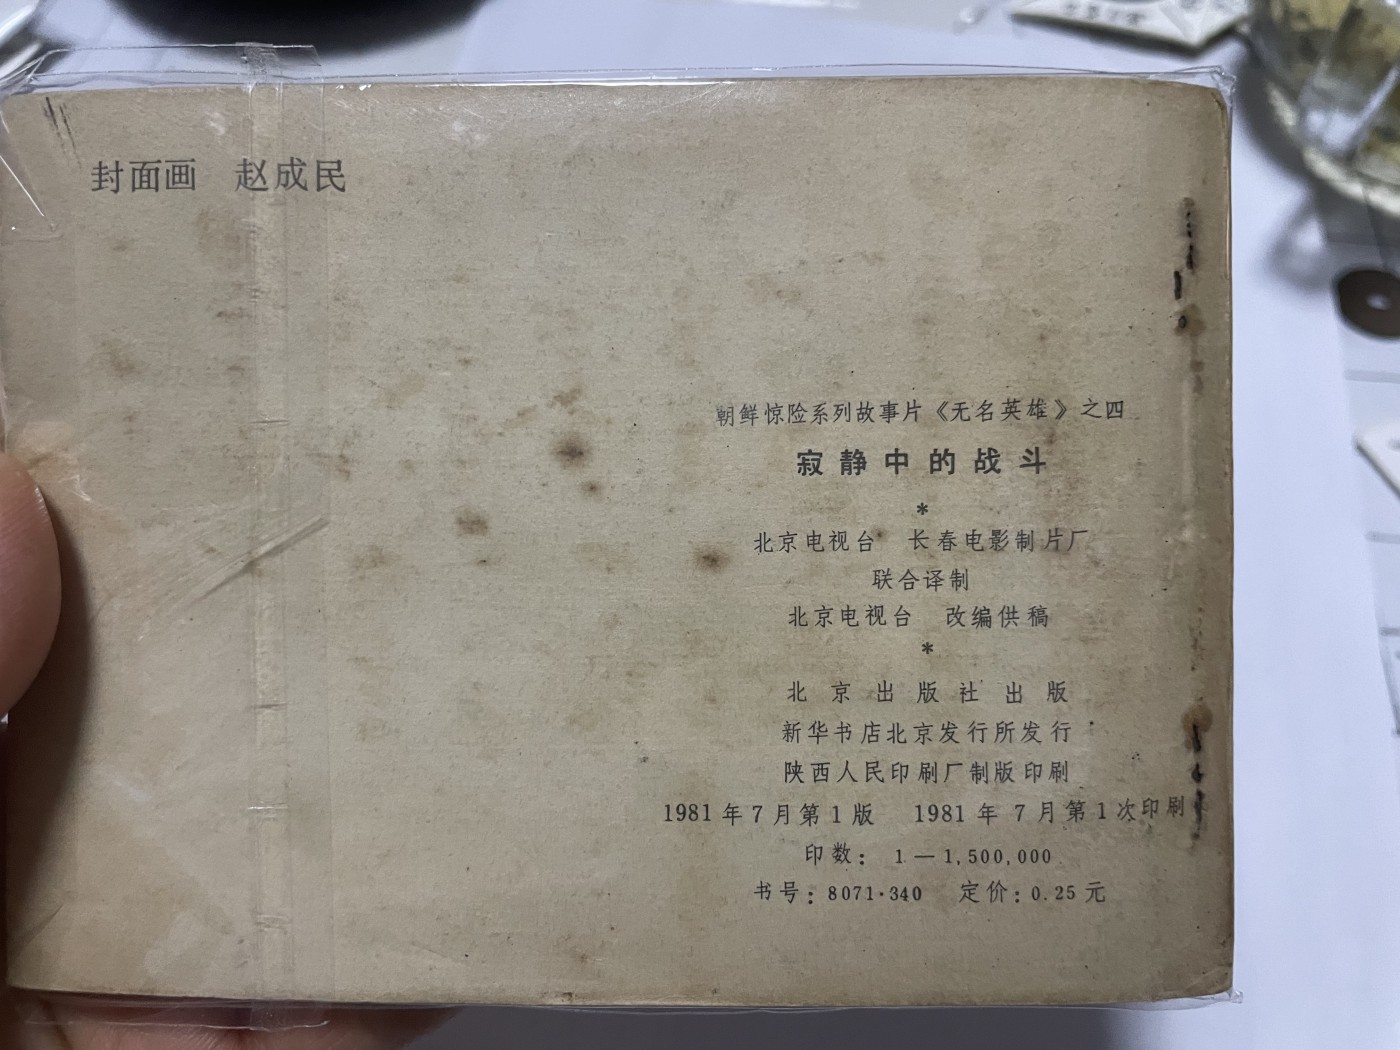 封面画 赵成民
朝鲜惊险系列故事片《无名英雄》之四
寂静中的战斗
*
北京电视台 长春电影制片厂
联合译制
北京电视台 改编供稿
*
北京出版社出版
新华书店北京发行所发行
陕西人民印刷厂制版印刷
1981年7月第1版 1981年7月第1次印刷
印数: 1—1,500,000
书号: 8071·340 定价: 0.25元